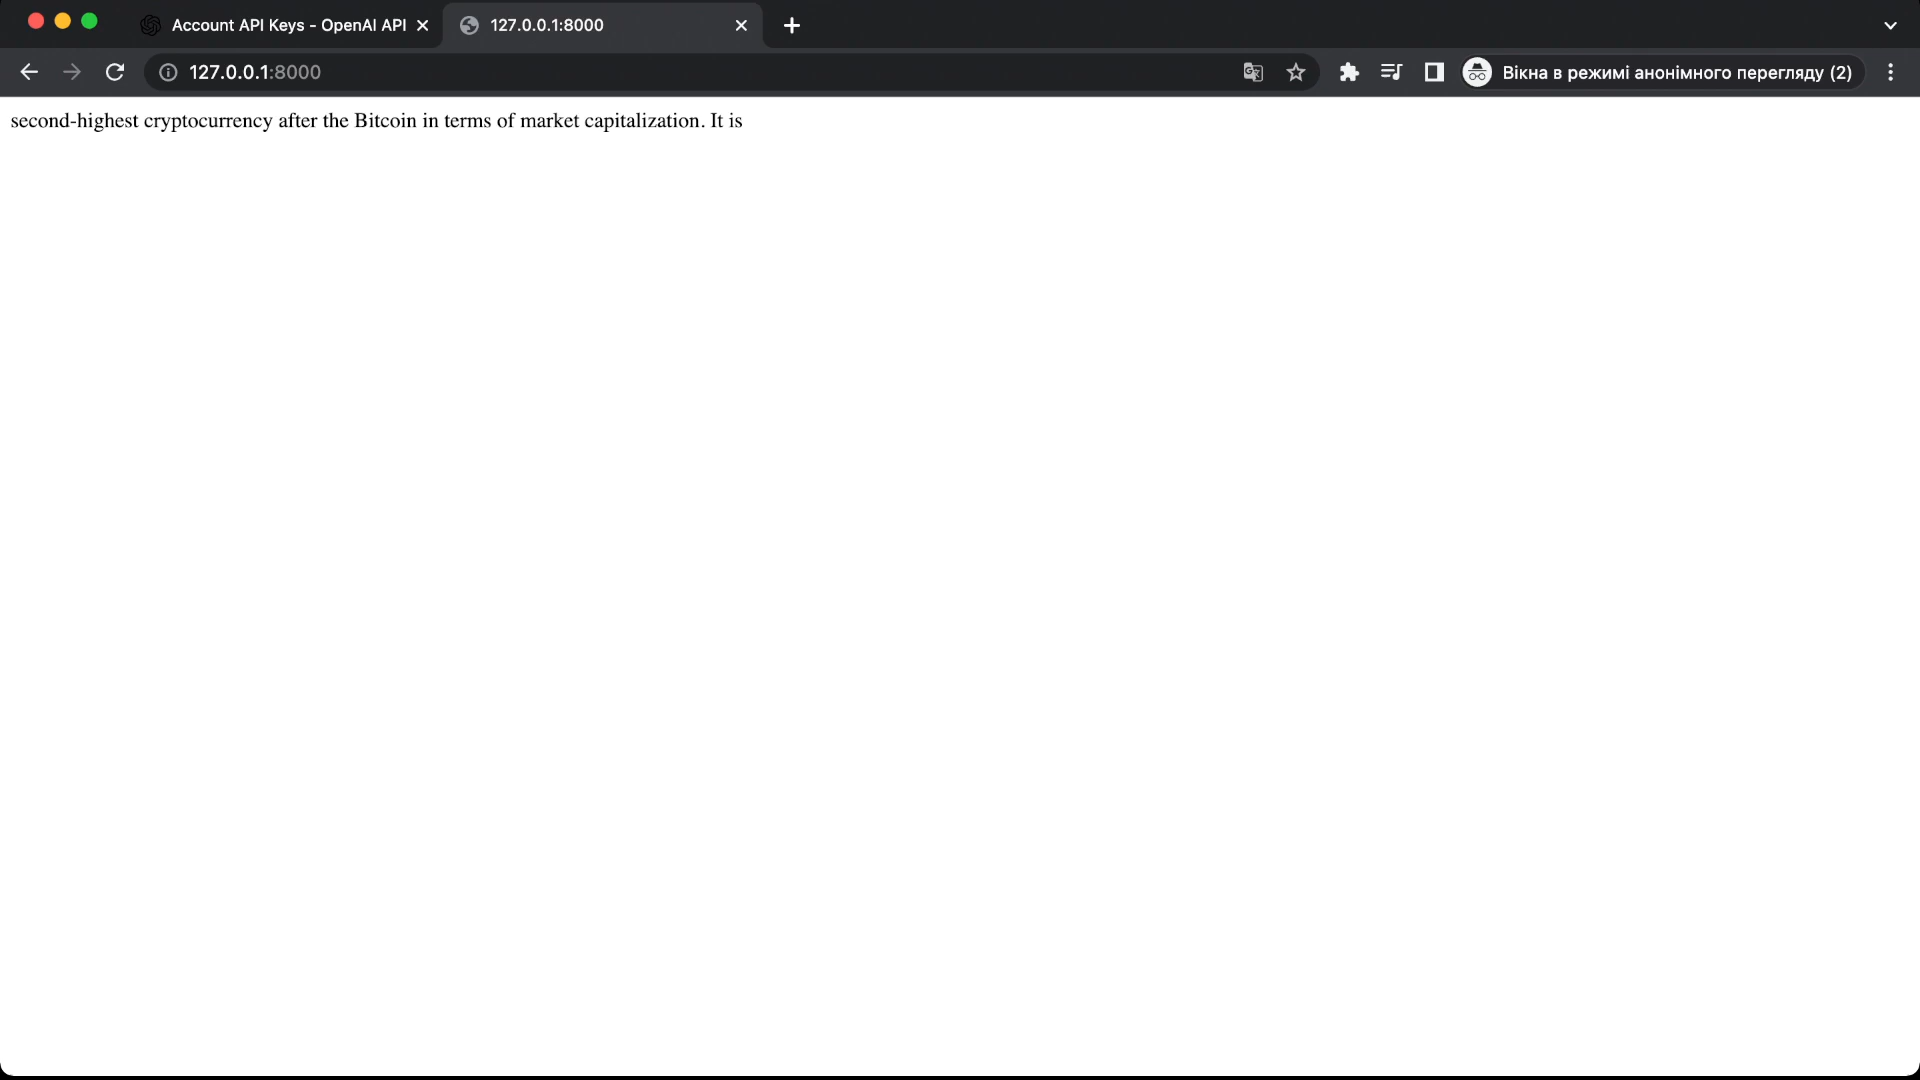 Account API Keys - OpenAI API
127.0.0.1:8000
127.0.0.1:8000
Вікна в режимі анонімного перегляду (2)
second-highest cryptocurrency after the Bitcoin in terms of market capitalization. It is